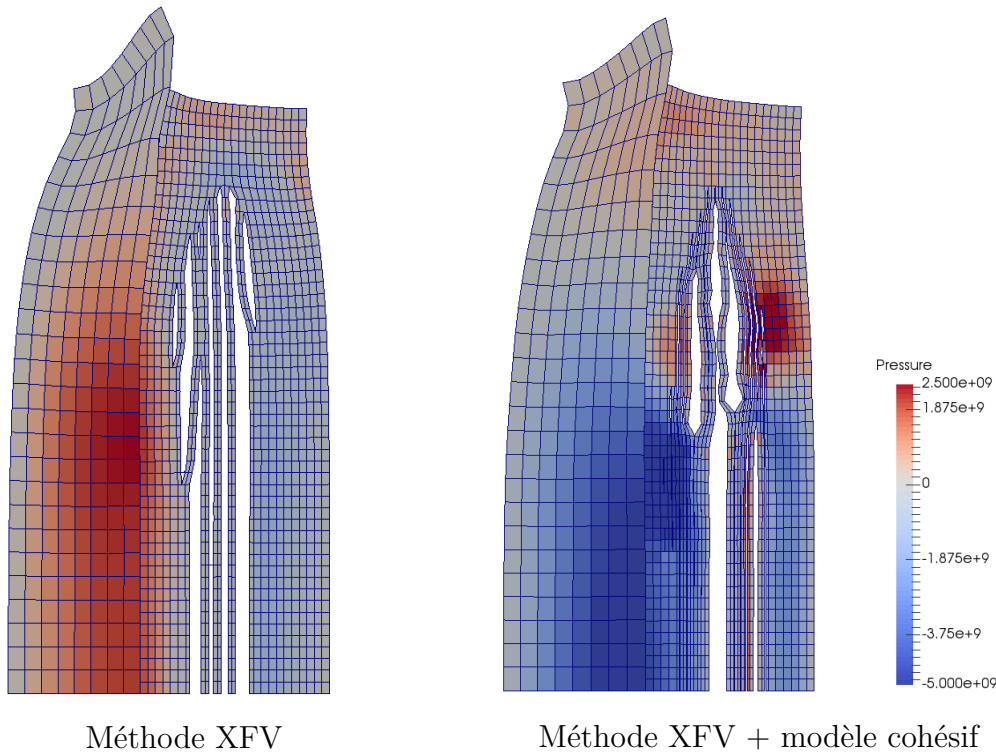 Pressure
2.500e+09
1.875e+9
0
-1.875e+9
-3.75e+9
-5.000e+09
Méthode XFV
Méthode XFV + modèle cohésif